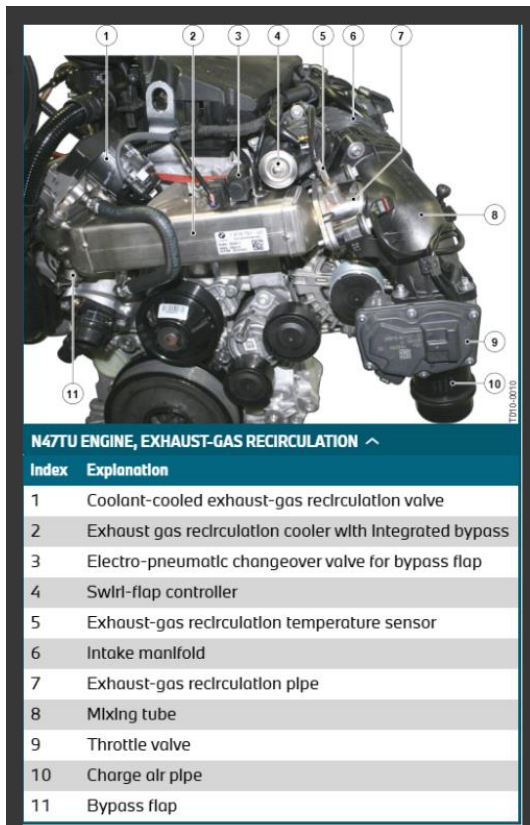 1 2 3 4 5 6 7
8
9
10
11
T010-0010
N47TU ENGINE, EXHAUST-GAS RECIRCULATION
Index Explanation
1 Coolant-cooled exhaust-gas recirculation valve
2 Exhaust gas recirculation cooler with integrated bypass
3 Electro-pneumatic changeover valve for bypass flap
4 Swirl-flap controller
5 Exhaust-gas recirculation temperature sensor
6 Intake manifold
7 Exhaust-gas recirculation pipe
8 Mixing tube
9 Throttle valve
10 Charge air pipe
11 Bypass flap